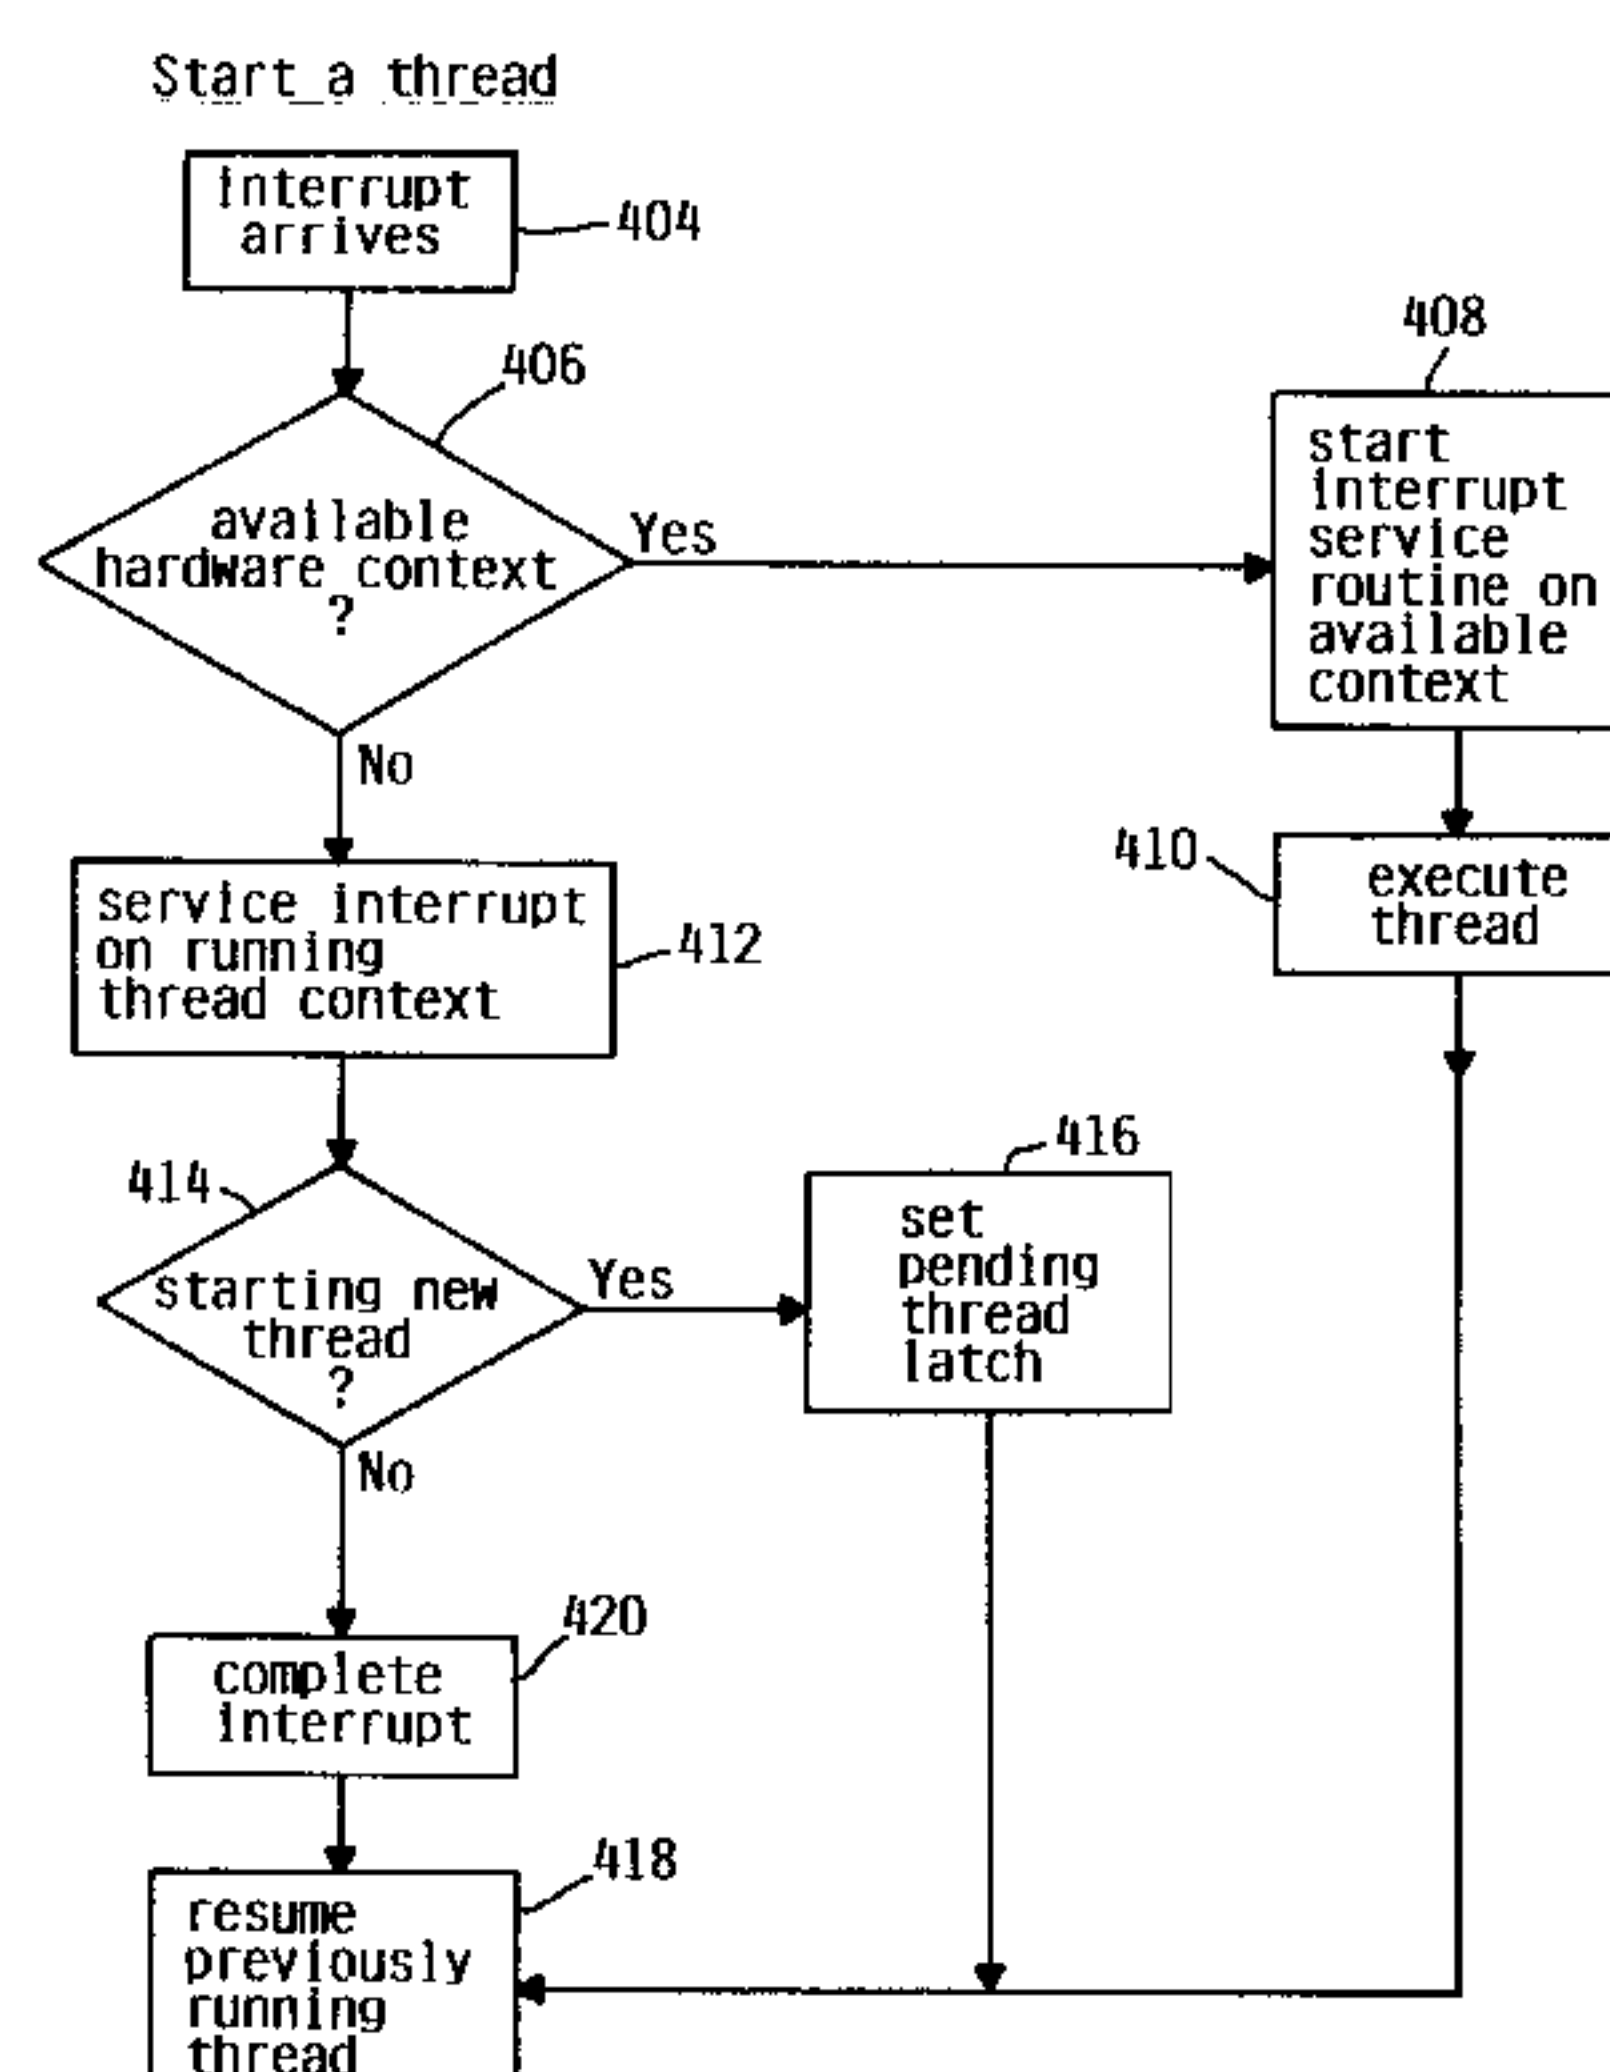 Start a thread
interrupt
arrives
404
406
408
available
hardware context
?
Yes
start
interrupt
service
routine on
available
context
No
410
execute
thread
service interrupt
on running
thread context
412
414
416
starting new
thread
?
Yes
set
pending
thread
latch
No
420
complete
interrupt
418
resume
previously
running
thread